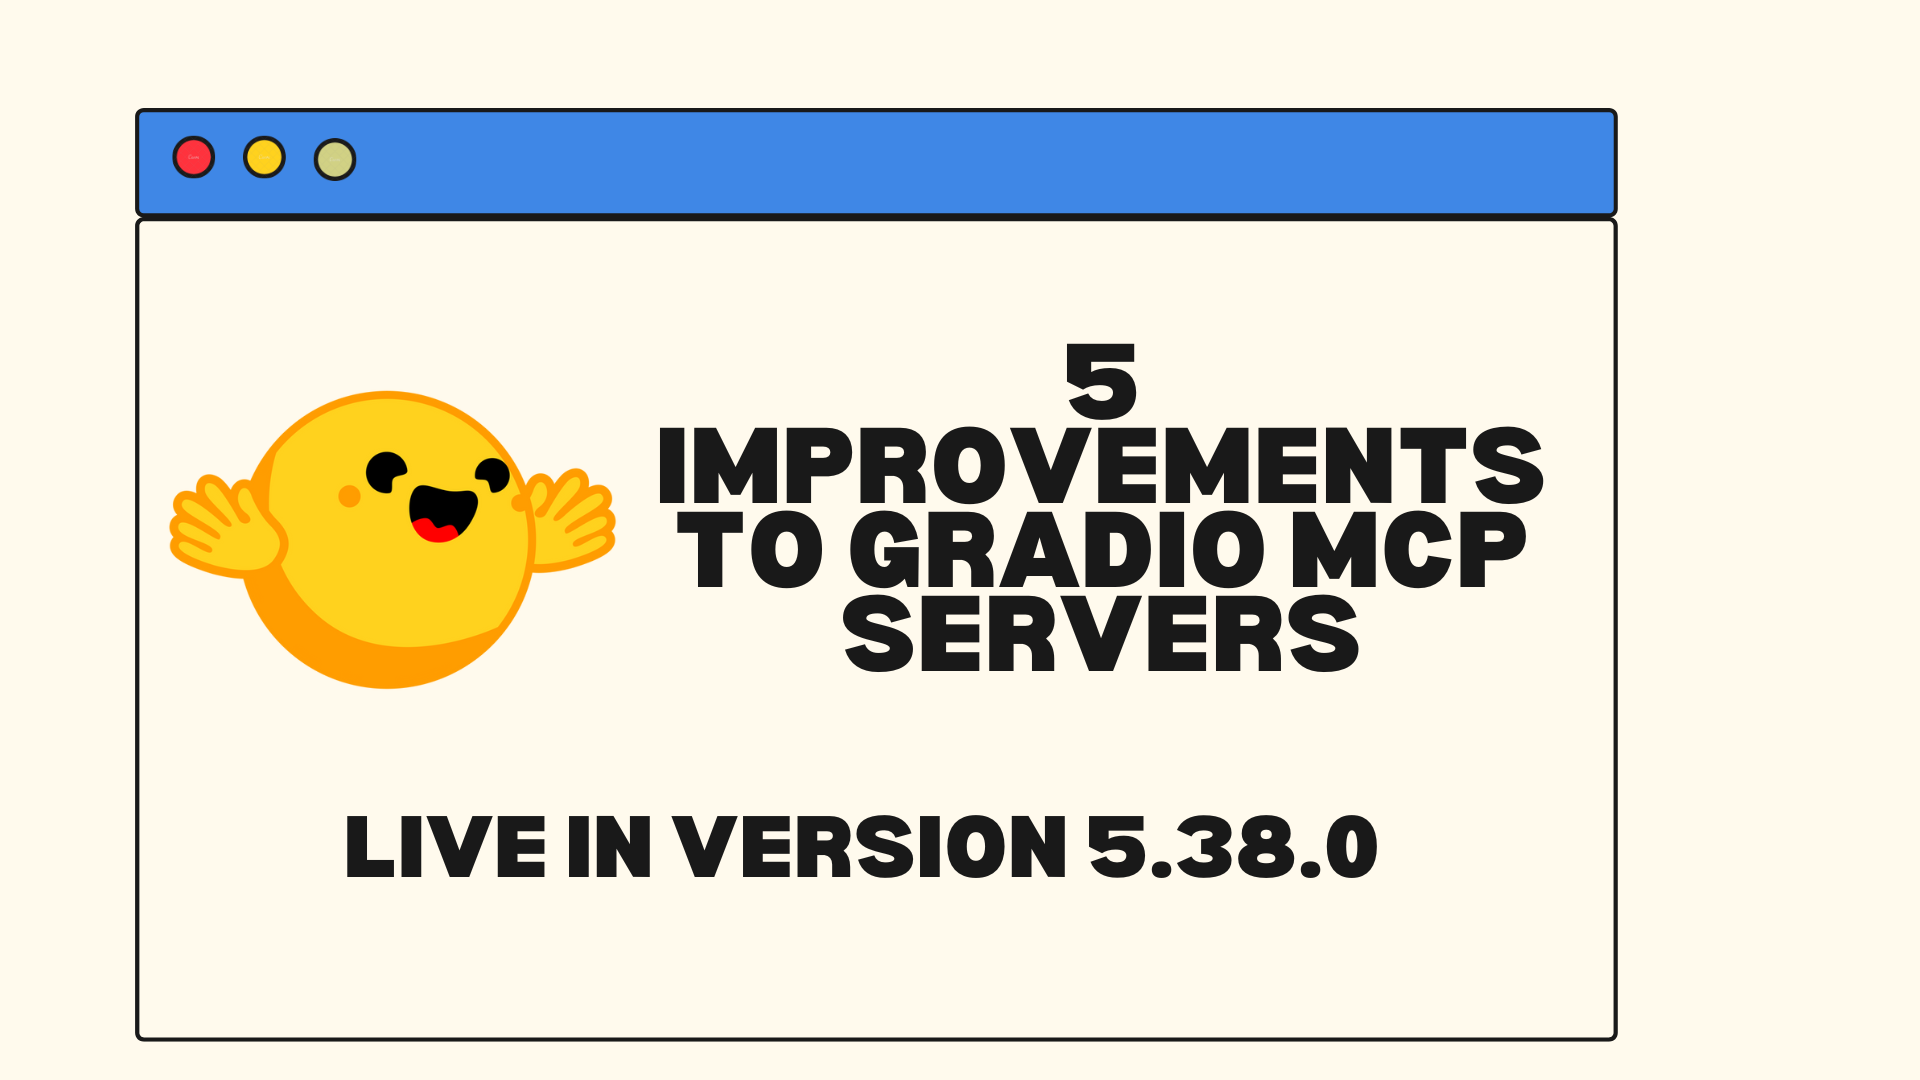 5
IMPROVEMENTS
TO GRADIO MCP
SERVERS
LIVE IN VERSION 5.38.0